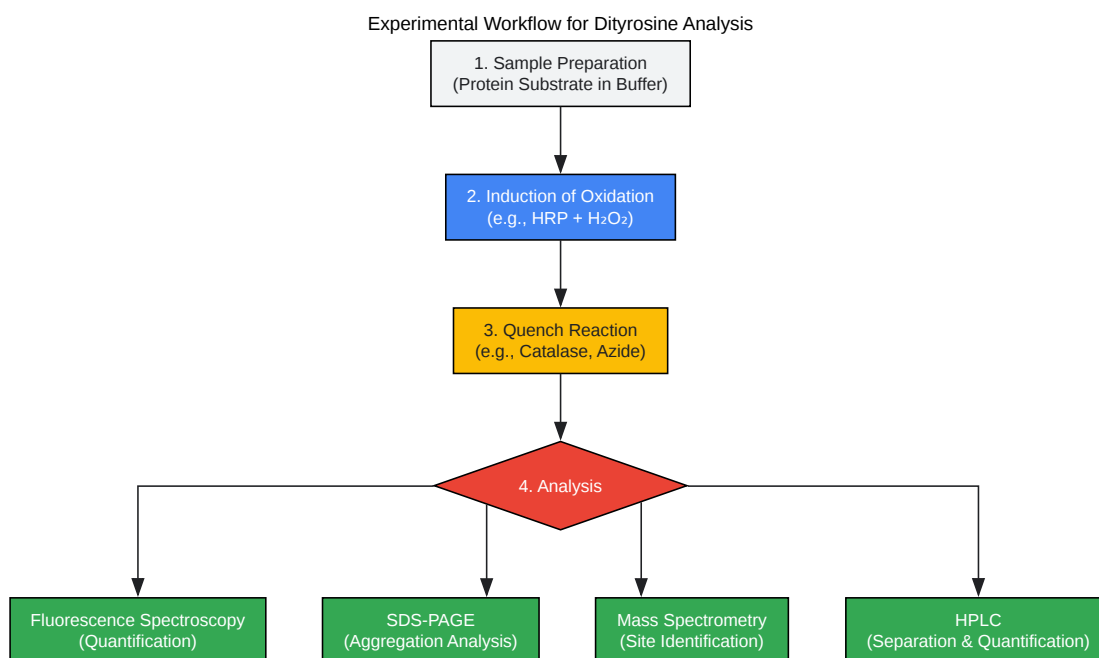 Experimental Workflow for Dityrosine Analysis
1. Sample Preparation
(Protein Substrate in Buffer)
2. Induction of Oxidation
(e.g., HRP + H₂O₂)
3. Quench Reaction
(e.g., Catalase, Azide)
4. Analysis
Fluorescence Spectroscopy
(Quantification)
SDS-PAGE
(Aggregation Analysis)
Mass Spectrometry
(Site Identification)
HPLC
(Separation & Quantification)